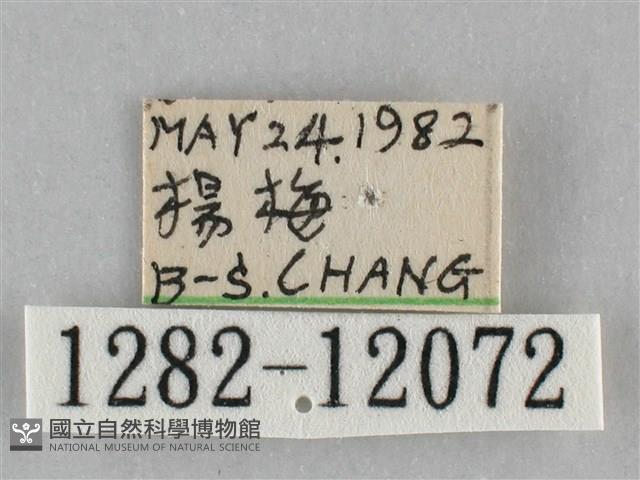 MAY 24. 1982
楊梅
B-S. CHANG
1282-12072
國立自然科學博物館
NATIONAL MUSEUM OF NATURAL SCIENCE